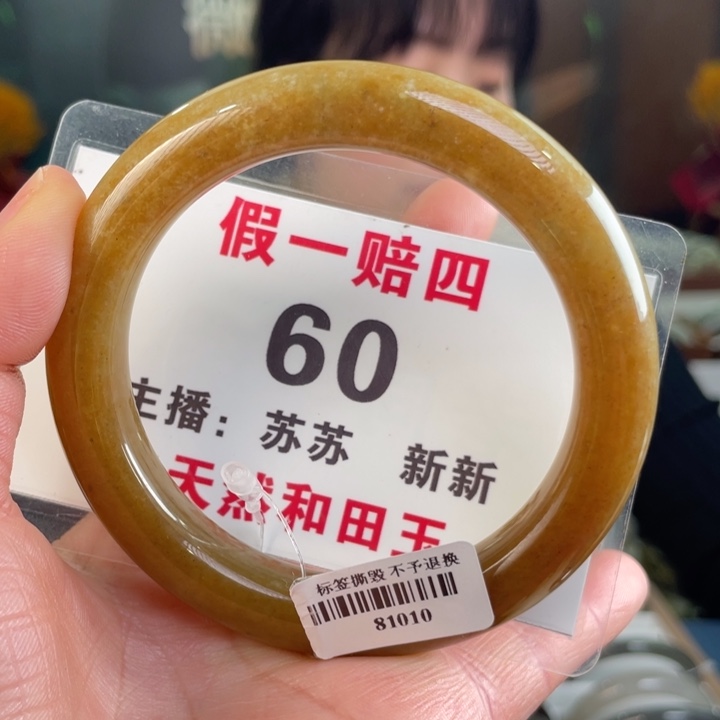 假一赔四
60
主播：苏苏 新新
天然和田玉
标签撕毁 不予退换
81010